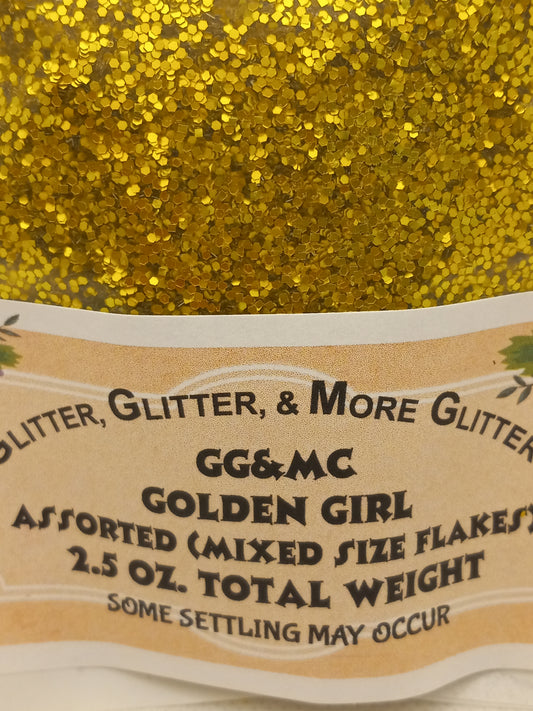 GLITTER, GLITTER, & MORE GLITTER
GG&MC
GOLDEN GIRL
ASSORTED (MIXED SIZE FLAKES)
2.5 OZ. TOTAL WEIGHT
SOME SETTLING MAY OCCUR